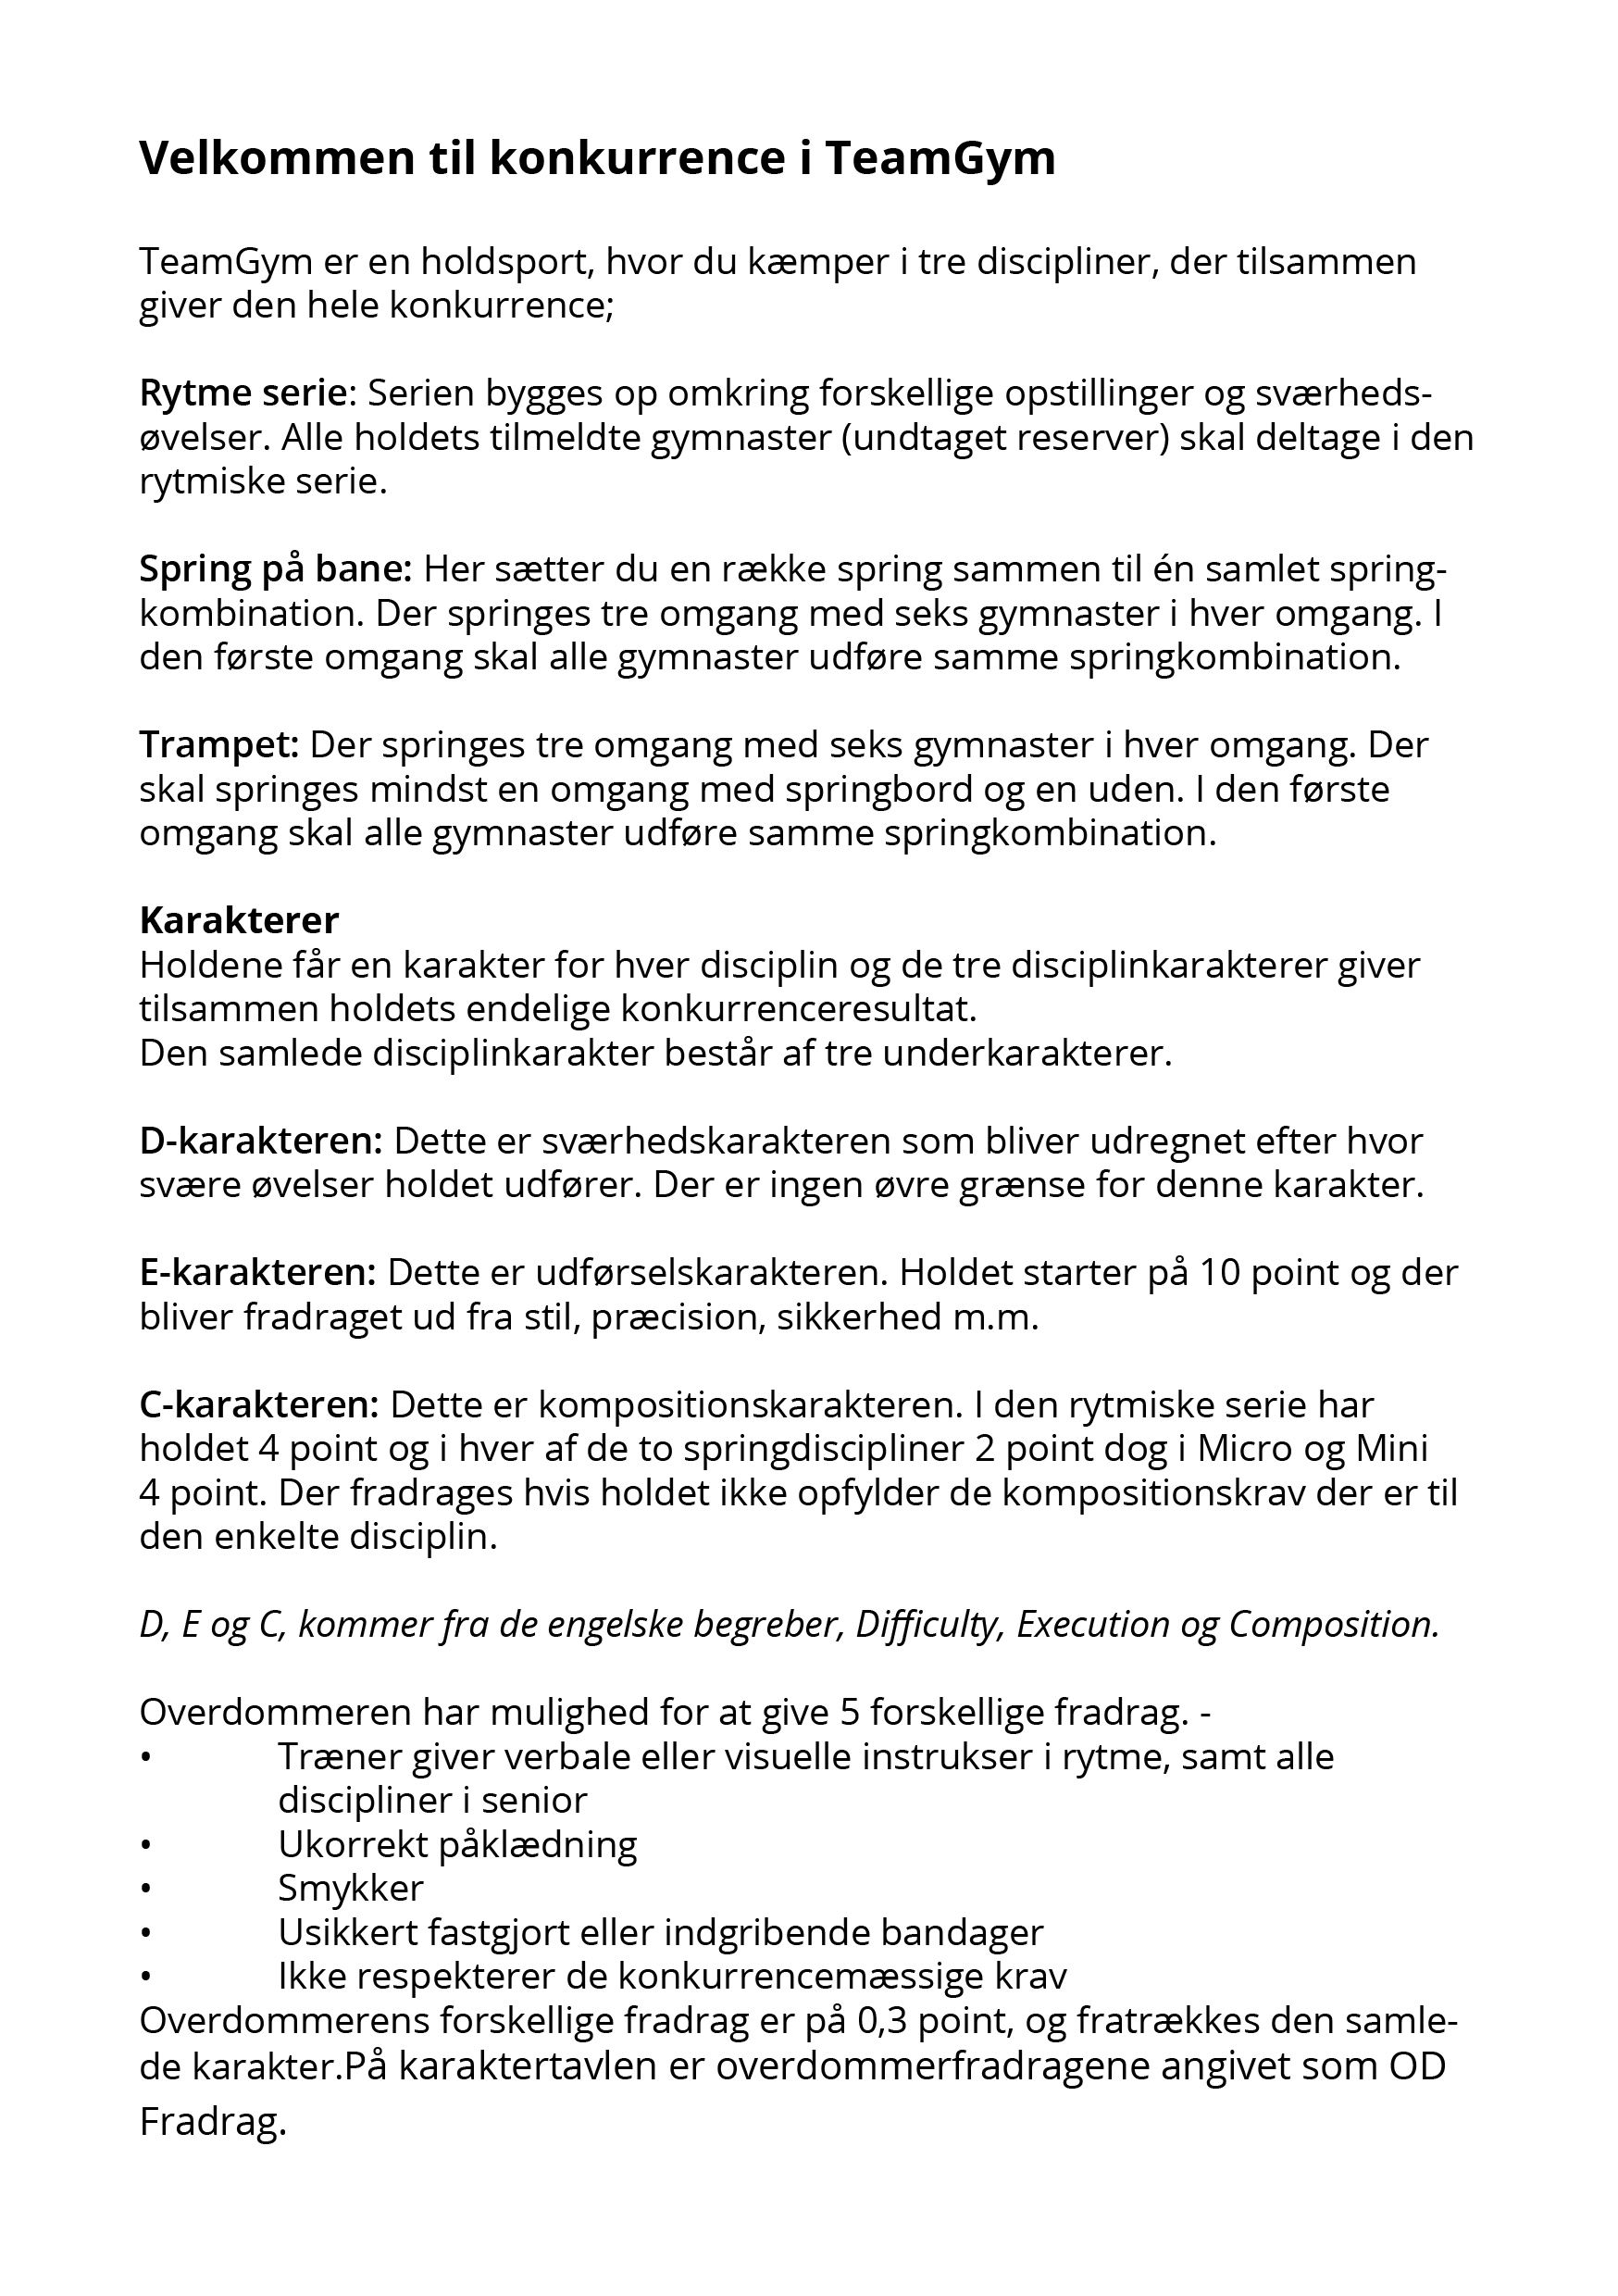 Velkommen til konkurrence i TeamGym
TeamGym er en holdsport, hvor du kæmper i tre discipliner, der tilsammen
giver den hele konkurrence;
Rytme serie: Serien bygges op omkring forskellige opstillinger og sværheds-
øvelser. Alle holdets tilmeldte gymnaster (undtaget reserver) skal deltage i den
rytmiske serie.
Spring på bane: Her sætter du en række spring sammen til én samlet spring-
kombination. Der springes tre omgang med seks gymnaster i hver omgang. I
den første omgang skal alle gymnaster udføre samme springkombination.
Trampet: Der springes tre omgang med seks gymnaster i hver omgang. Der
skal springes mindst en omgang med springbord og en uden. I den første
omgang skal alle gymnaster udføre samme springkombination.
Karakterer
Holdene får en karakter for hver disciplin og de tre disciplinkarakterer giver
tilsammen holdets endelige konkurrenceresultat.
Den samlede disciplinkarakter består af tre underkarakterer.
D-karakteren: Dette er sværhedskarakteren som bliver udregnet efter hvor
svære øvelser holdet udfører. Der er ingen øvre grænse for denne karakter.
E-karakteren: Dette er udførselskarakteren. Holdet starter på 10 point og der
bliver fradraget ud fra stil, præcision, sikkerhed m.m.
C-karakteren: Dette er kompositionskarakteren. I den rytmiske serie har
holdet 4 point og i hver af de to springdiscipliner 2 point dog i Micro og Mini
4 point. Der fradrages hvis holdet ikke opfylder de kompositionskrav der er til
den enkelte disciplin.
D, E og C, kommer fra de engelske begreber, Difficulty, Execution og Composition.
Overdommeren har mulighed for at give 5 forskellige fradrag. -
• Træner giver verbale eller visuelle instrukser i rytme, samt alle
discipliner i senior
• Ukorrekt påklædning
• Smykker
• Usikkert fastgjort eller indgribende bandager
• Ikke respekterer de konkurrencemæssige krav
Overdommerens forskellige fradrag er på 0,3 point, og fratrækkes den samle-
de karakter.På karaktertavlen er overdommerfradragene angivet som OD
Fradrag.